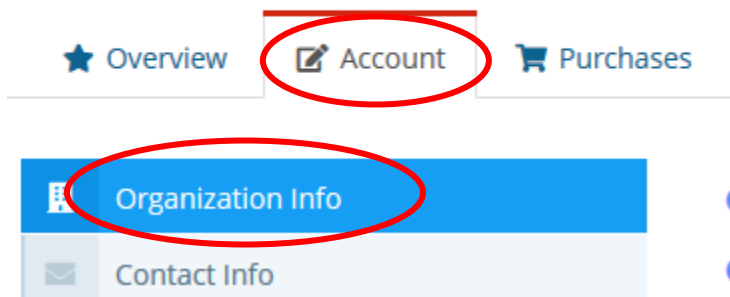 Overview Account Purchases
Organization Info
Contact Info